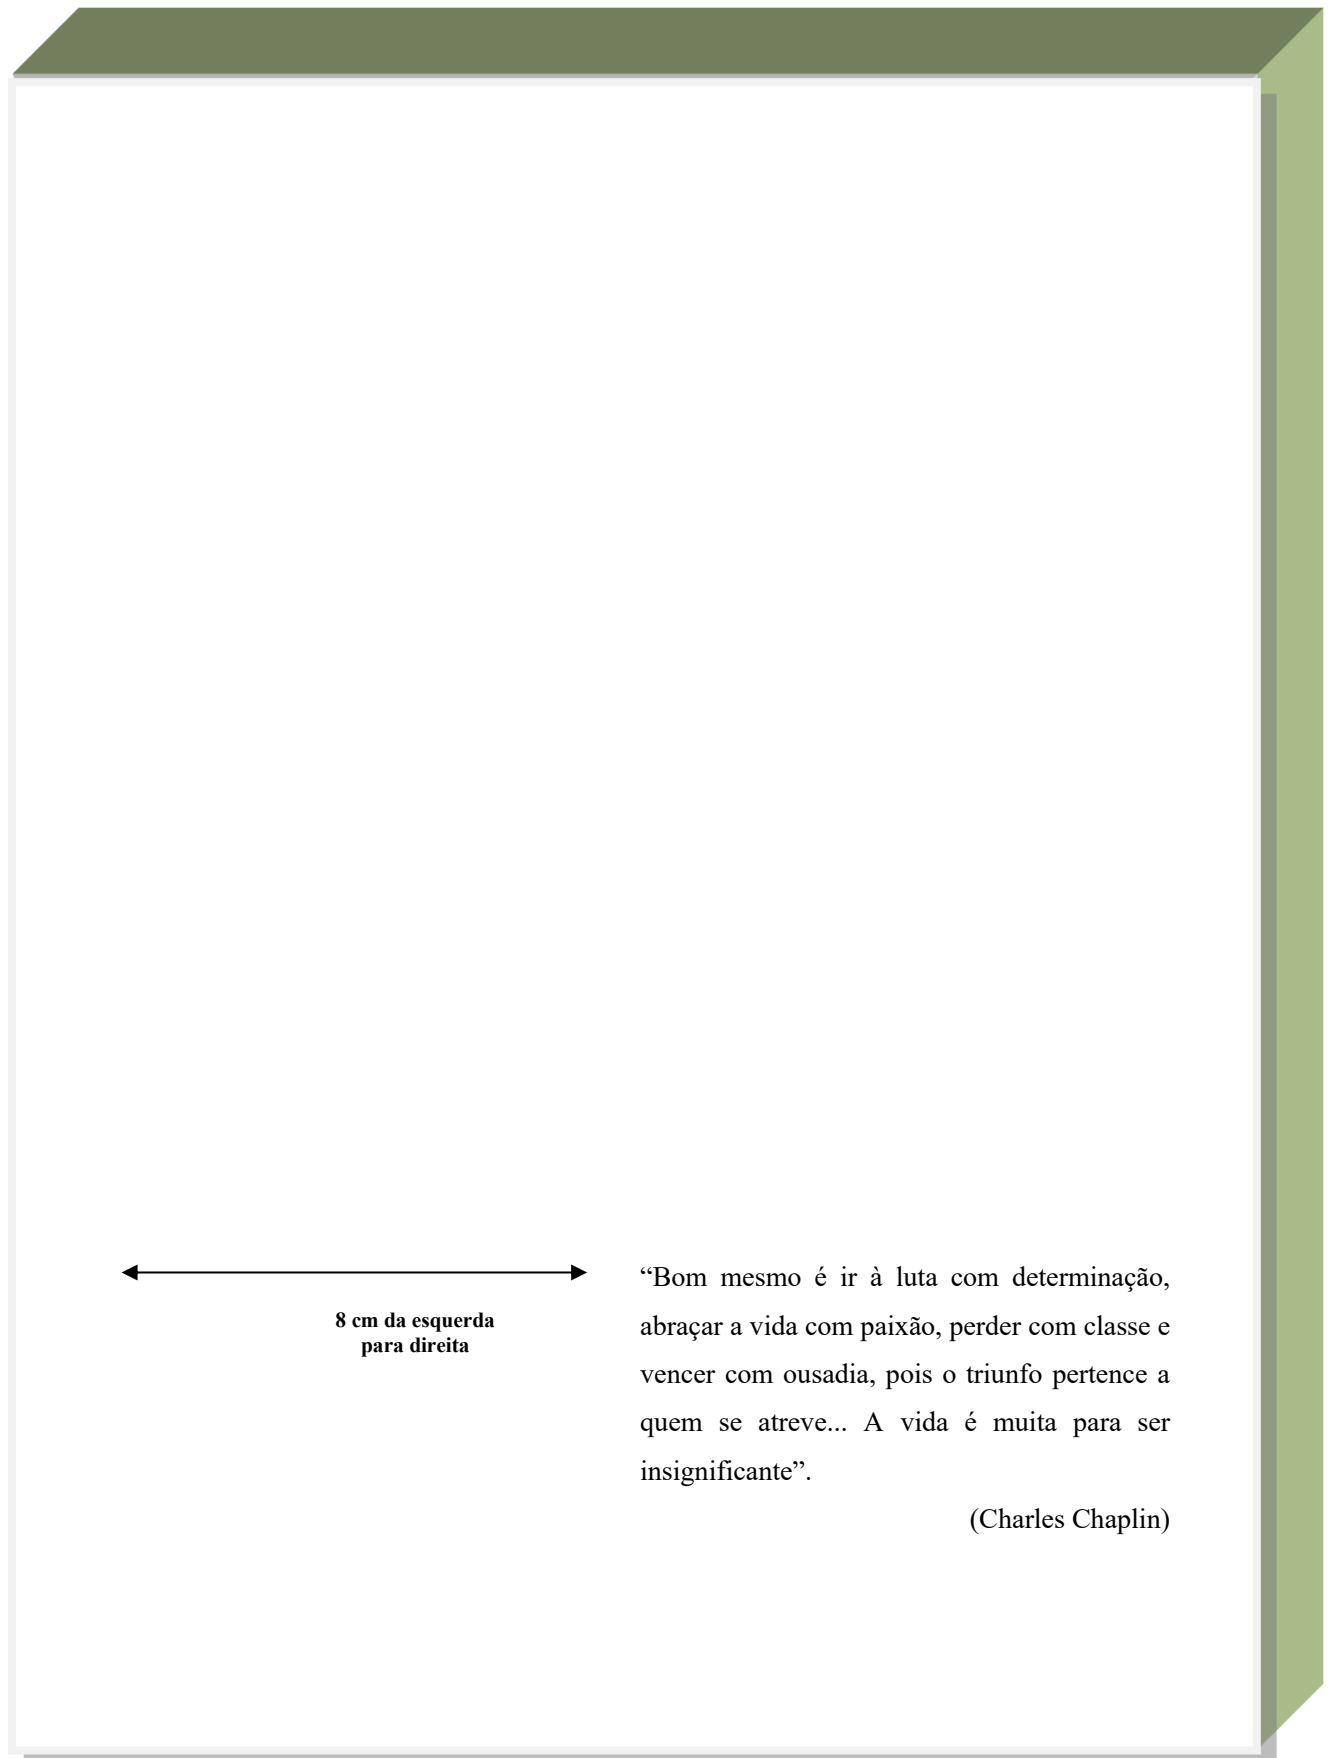 “Bom mesmo é ir à luta com determinação,
abraçar a vida com paixão, perder com classe e
vencer com ousadia, pois o triunfo pertence a
quem se atreve... A vida é muita para ser
insignificante”.
(Charles Chaplin)
8 cm da esquerda
para direita